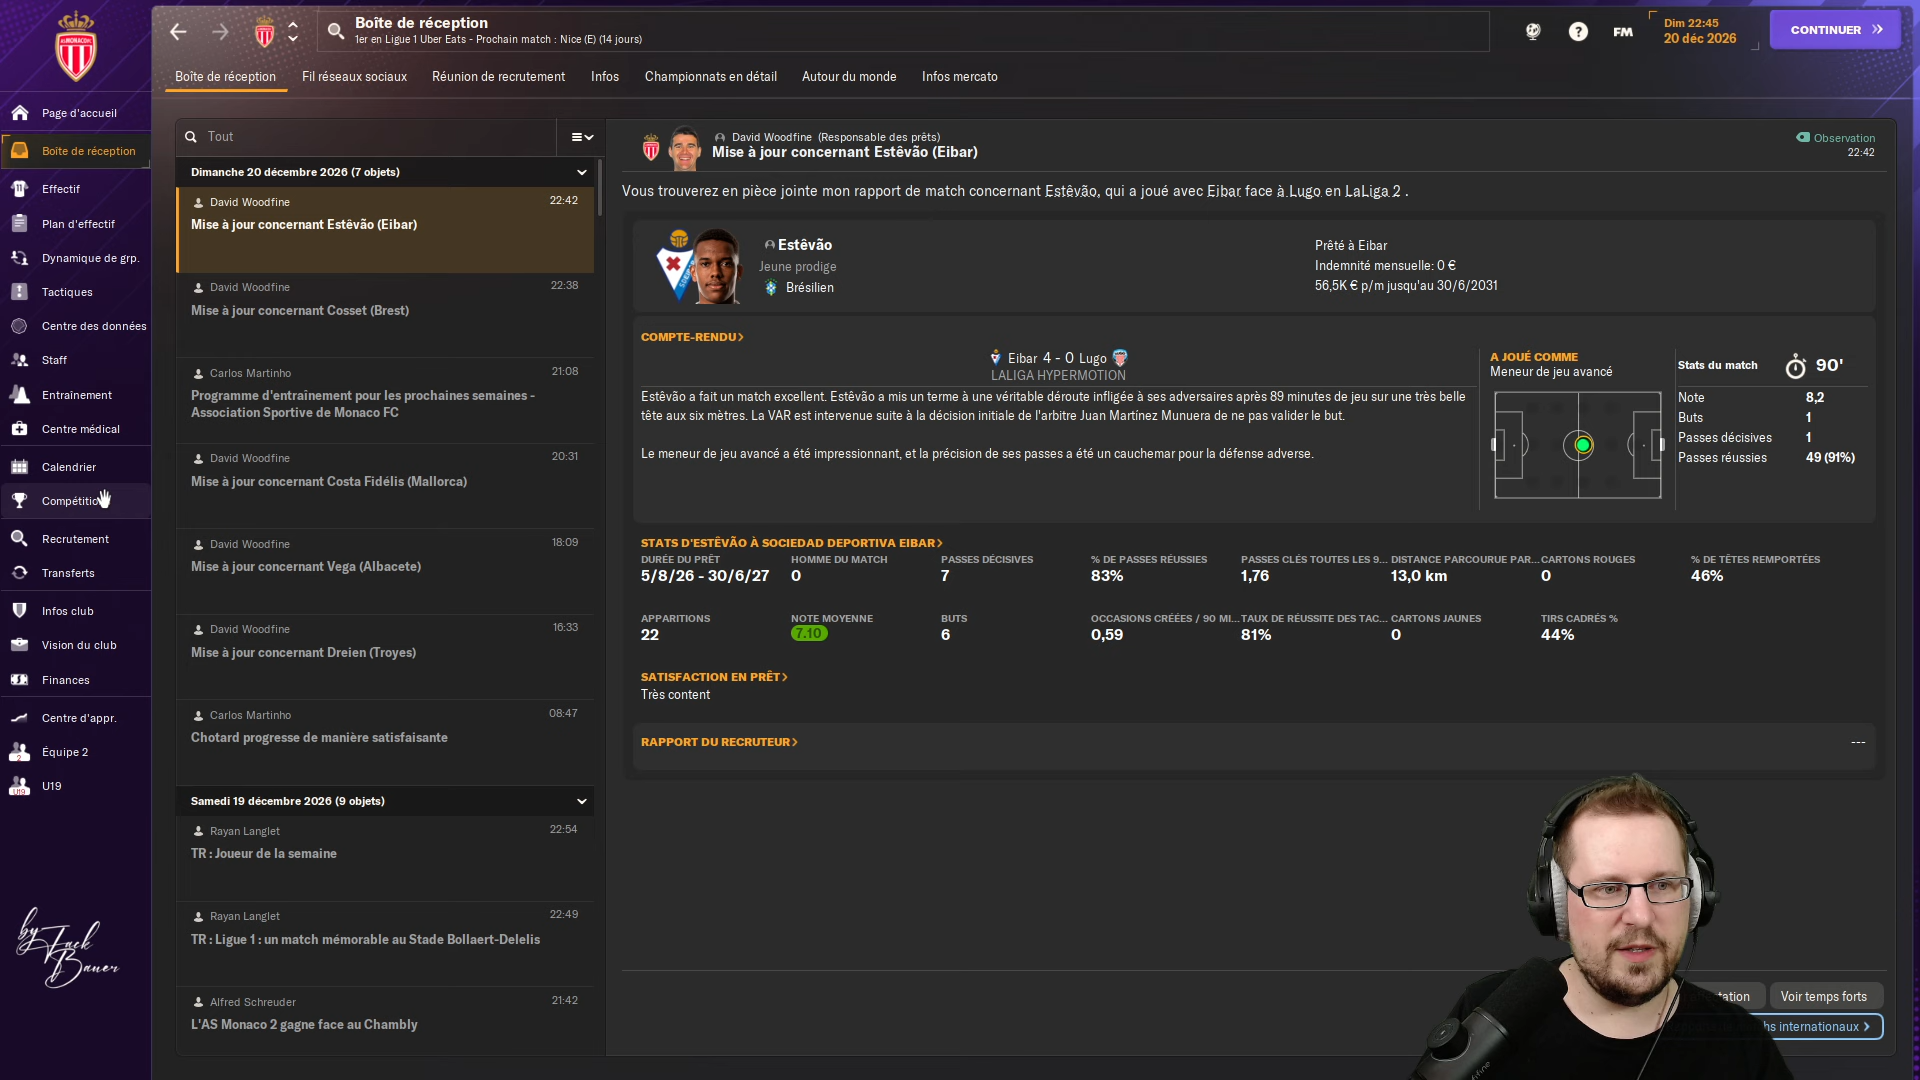 Boîte de réception
1er en Ligue 1 Uber Eats - Prochain match : Nice (E) (14 jours)
FM
Dim 22:45
20 déc 2026
CONTINUER
Boîte de réception
Fil réseaux sociaux
Réunion de recrutement
Infos
Championnats en détail
Autour du monde
Infos mercato
Page d'accueil
Boîte de réception
Effectif
Plan d'effectif
Dynamique de grp.
Tactiques
Centre des données
Staff
Entraînement
Centre médical
Calendrier
Recrutement
Transferts
Infos club
Vision du club
Finances
Centre d'appr.
Équipe 2
U19
by Jack Bauer
Tout
Dimanche 20 décembre 2026 (7 objets)
David Woodfine 22:42
Mise à jour concernant Estêvão (Eibar)
David Woodfine 22:38
Mise à jour concernant Cosset (Brest)
Carlos Martinho 21:08
Programme d'entraînement pour les prochaines semaines -
Association Sportive de Monaco FC
David Woodfine 20:31
Mise à jour concernant Costa Fidélis (Mallorca)
David Woodfine 18:09
Mise à jour concernant Vega (Albacete)
David Woodfine 16:33
Mise à jour concernant Dreien (Troyes)
Carlos Martinho 08:47
Chotard progresse de manière satisfaisante
Samedi 19 décembre 2026 (9 objets)
Rayan Langlet 22:54
TR : Joueur de la semaine
Rayan Langlet 22:49
TR : Ligue 1 : un match mémorable au Stade Bollaert-Delelis
Alfred Schreuder 21:42
L'AS Monaco 2 gagne face au Chambly
David Woodfine (Responsable des prêts)
Mise à jour concernant Estêvão (Eibar)
Observation
22:42
Vous trouverez en pièce jointe mon rapport de match concernant Estêvão, qui a joué avec Eibar face à Lugo en LaLiga 2 .
Estêvão
Jeune prodige
Brésilien
Prêté à Eibar
Indemnité mensuelle: 0 €
56,5K € p/m jusqu'au 30/6/2031
COMPTE-RENDU
Eibar 4 - 0 Lugo
LALIGA HYPERMOTION
Estêvão a fait un match excellent. Estêvão a mis un terme à une véritable déroute infligée à ses adversaires après 89 minutes de jeu sur une très belle
tête aux six mètres. La VAR est intervenue suite à la décision initiale de l'arbitre Juan Martínez Munuera de ne pas valider le but.
Le meneur de jeu avancé a été impressionnant, et la précision de ses passes a été un cauchemar pour la défense adverse.
A JOUÉ COMME
Meneur de jeu avancé
Stats du match 90'
Note 8,2
Buts 1
Passes décisives 1
Passes réussies 49 (91%)
STATS D'ESTÊVÃO À SOCIEDAD DEPORTIVA EIBAR
DURÉE DU PRÊT HOMME DU MATCH PASSES DÉCISIVES % DE PASSES RÉUSSIES PASSES CLÉS TOUTES LES 9... DISTANCE PARCOURUE PAR... CARTONS ROUGES % DE TÊTES REMPORTÉES
5/8/26 - 30/6/27 0 7 83% 1,76 13,0 km 0 46%
APPARITIONS NOTE MOYENNE BUTS OCCASIONS CRÉÉES / 90 MI... TAUX DE RÉUSSITE DES TAC... CARTONS JAUNES TIRS CADRÉS %
22 7.10 6 0,59 81% 0 44%
SATISFACTION EN PRÊT
Très content
RAPPORT DU RECRUTEUR ---
Voir temps forts
internationaux